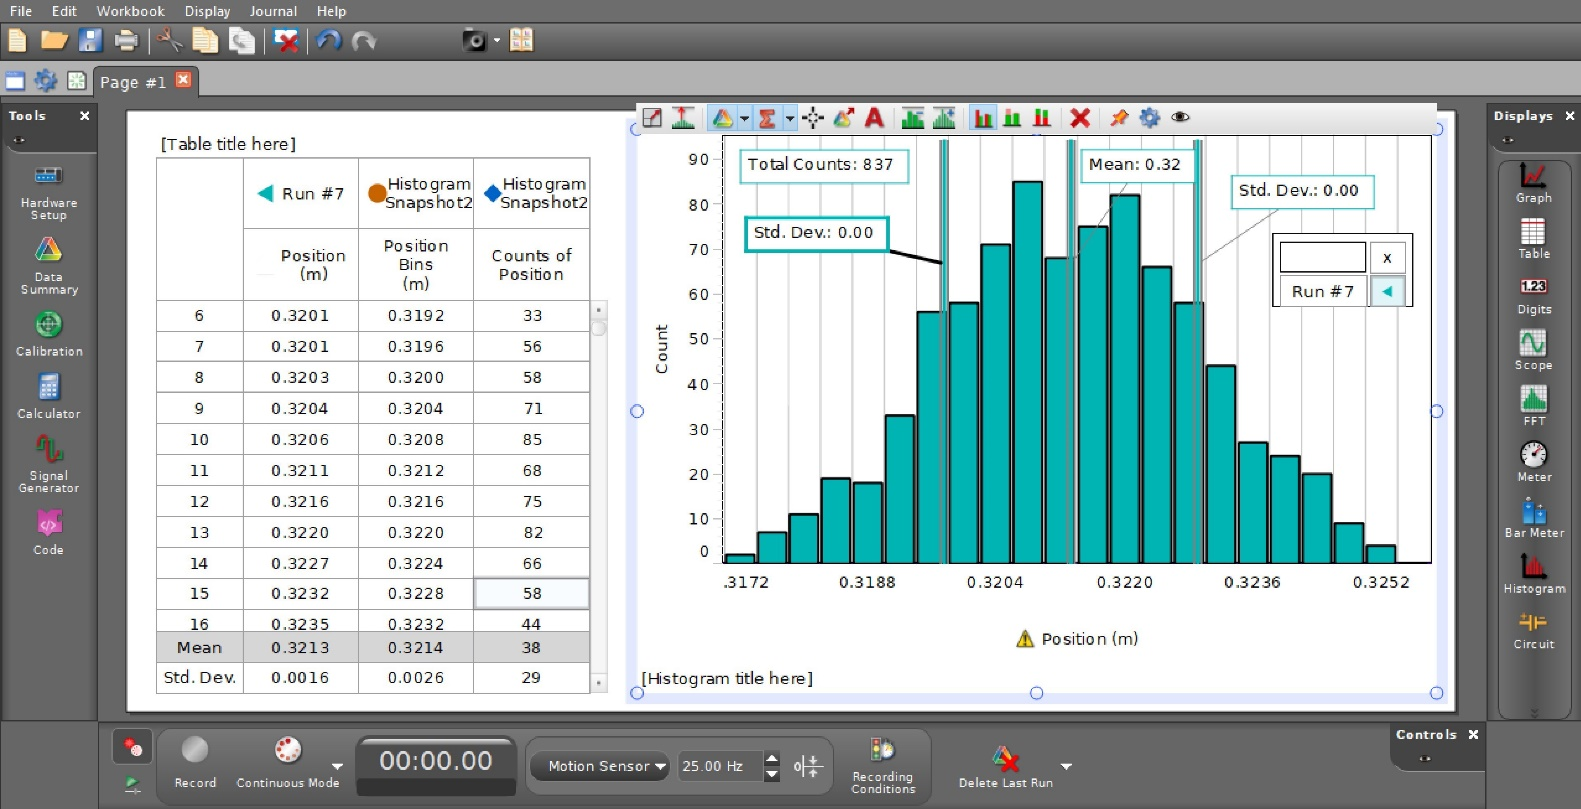 File Edit Workbook Display Journal Help
Page #1
Tools
Hardware
Setup
Data
Summary
Calibration
Calculator
Signal
Generator
Code
[Table title here]
Run #7 Histogram Snapshot2 Histogram Snapshot2
Position (m) Position Bins (m) Counts of Position
6 0.3201 0.3192 33
7 0.3201 0.3196 56
8 0.3203 0.3200 58
9 0.3204 0.3204 71
10 0.3206 0.3208 85
11 0.3211 0.3212 68
12 0.3216 0.3216 75
13 0.3220 0.3220 82
14 0.3227 0.3224 66
15 0.3232 0.3228 58
16 0.3235 0.3232 44
Mean 0.3213 0.3214 38
Std. Dev. 0.0016 0.0026 29
Total Counts: 837
Mean: 0.32
Std. Dev.: 0.00
Std. Dev.: 0.00
x
Run #7
Count
90
80
70
60
50
40
30
20
10
0
.3172 0.3188 0.3204 0.3220 0.3236 0.3252
Position (m)
[Histogram title here]
Displays
Graph
Table
1.23
Digits
Scope
FFT
Meter
Bar Meter
Histogram
Circuit
Record
Continuous Mode
00:00.00
Motion Sensor
25.00 Hz
Recording
Conditions
Delete Last Run
Controls